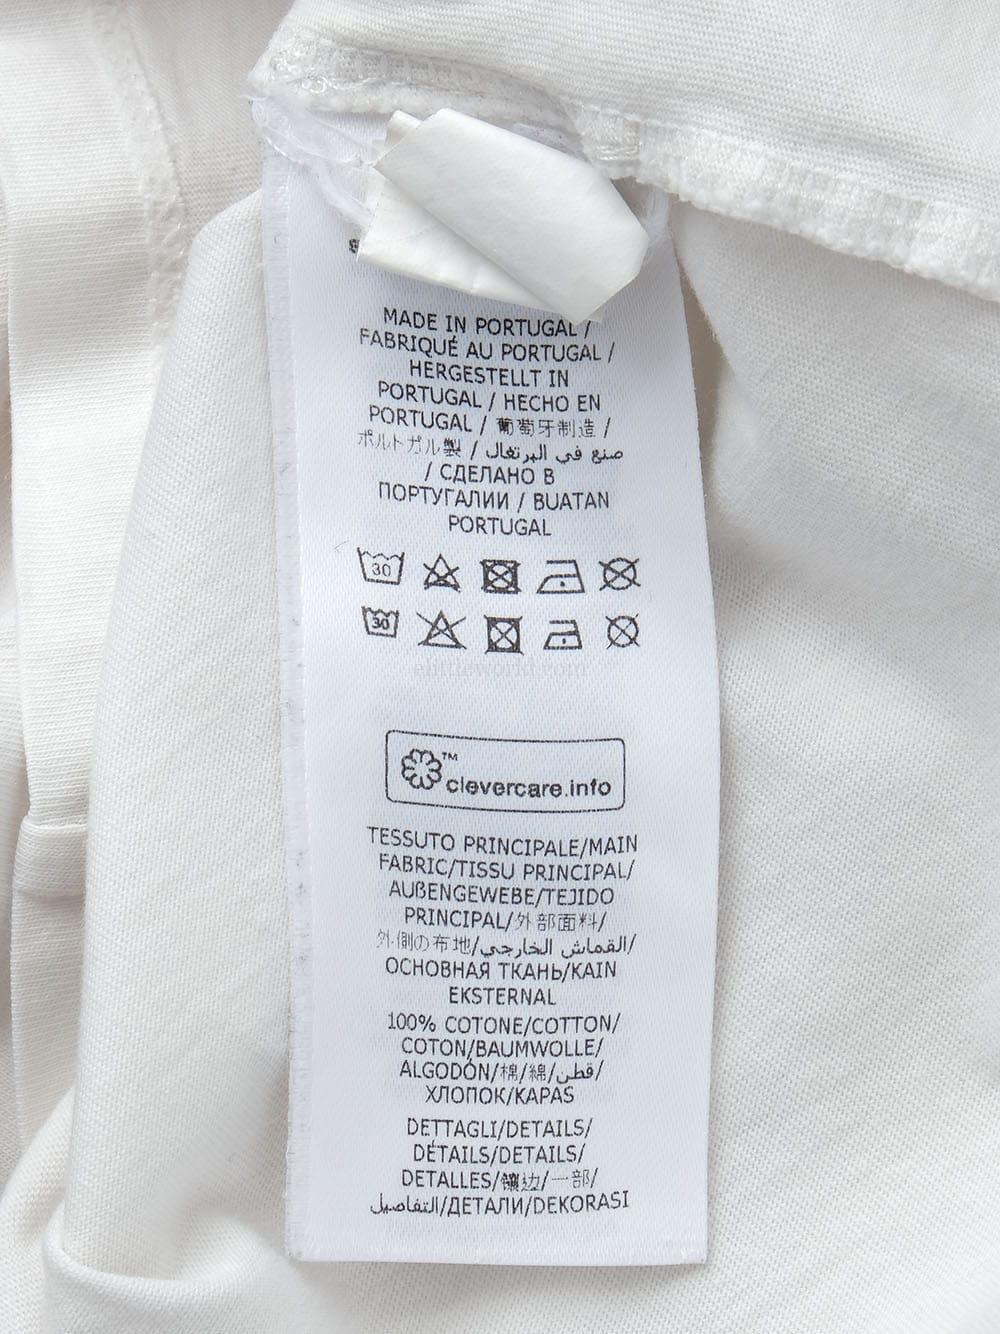 MADE IN PORTUGAL /
FABRIQUÉ AU PORTUGAL /
HERGESTELLT IN
PORTUGAL / HECHO EN
PORTUGAL / 葡萄牙制造 /
ポルトガル製 / صنع في البرتغال
/ СДЕЛАНО В
ПОРТУГАЛИИ / BUATAN
PORTUGAL
30
30
elittleworld.com
™
clevercare.info
TESSUTO PRINCIPALE/MAIN
FABRIC/TISSU PRINCIPAL/
AUßENGEWEBE/TEJIDO
PRINCIPAL/外部面料/
外側の布地/القماش الخارجي/
ОСНОВНАЯ ТКАНЬ/KAIN
EKSTERNAL
100% COTONE/COTTON/
COTON/BAUMWOLLE/
ALGODÓN/棉/綿/قطن/
ХЛОПОК/KAPAS
DETTAGLI/DETAILS/
DÉTAILS/DETAILS/
DETALLES/镶边/一部/
التفاصيل/ДЕТАЛИ/DEKORASI